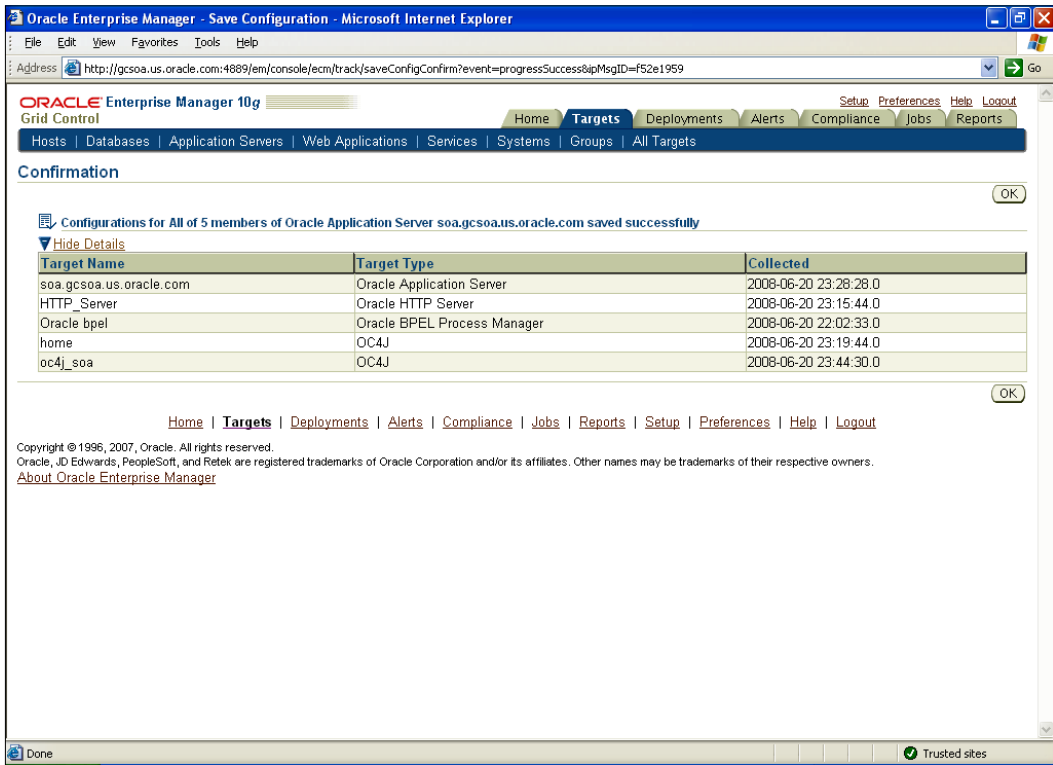 Oracle Enterprise Manager - Save Configuration - Microsoft Internet Explorer
File Edit View Favorites Tools Help
Address http://gcsoa.us.oracle.com:4889/em/console/ecm/track/saveConfigConfirm?event=progressSuccess&ipMsgID=f52e1959 Go
ORACLE Enterprise Manager 10g
Grid Control
Setup Preferences Help Logout
Home Targets Deployments Alerts Compliance Jobs Reports
Hosts | Databases | Application Servers | Web Applications | Services | Systems | Groups | All Targets
Confirmation
OK
Configurations for All of 5 members of Oracle Application Server soa.gcsoa.us.oracle.com saved successfully
Hide Details
Target Name Target Type Collected
soa.gcsoa.us.oracle.com Oracle Application Server 2008-06-20 23:28:28.0
HTTP_Server Oracle HTTP Server 2008-06-20 23:15:44.0
Oracle bpel Oracle BPEL Process Manager 2008-06-20 22:02:33.0
home OC4J 2008-06-20 23:19:44.0
oc4j_soa OC4J 2008-06-20 23:44:30.0
OK
Home | Targets | Deployments | Alerts | Compliance | Jobs | Reports | Setup | Preferences | Help | Logout
Copyright © 1996, 2007, Oracle. All rights reserved.
Oracle, JD Edwards, PeopleSoft, and Retek are registered trademarks of Oracle Corporation and/or its affiliates. Other names may be trademarks of their respective owners.
About Oracle Enterprise Manager
Done Trusted sites